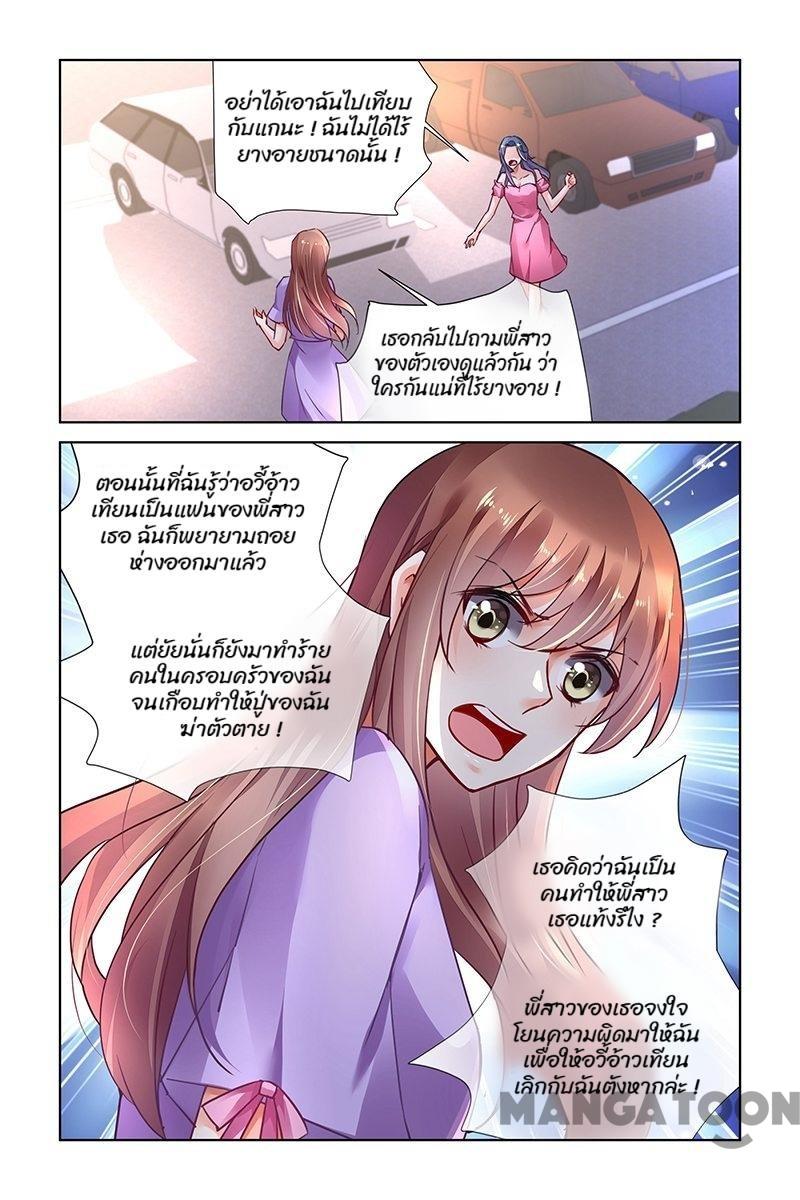 อย่าได้เอาฉันไปเทียบ
กับแกนะ ! ฉันไม่ได้ไร้
ยางอายขนาดนั้น !
เธอกลับไปถามพี่สาว
ของตัวเองดูแล้วกัน ว่า
ใครกันแน่ที่ไร้ยางอาย !
ตอนนั้นที่ฉันรู้ว่าอวี้อ้าว
เทียนเป็นแฟนของพี่สาว
เธอ ฉันก็พยายามถอย
ห่างออกมาแล้ว
แต่ยัยนั่นก็ยังมาทำร้าย
คนในครอบครัวของฉัน
จนเกือบทำให้ปู่ของฉัน
ฆ่าตัวตาย !
เธอคิดว่าฉันเป็น
คนทำให้พี่สาว
เธอแท้งรึไง ?
พี่สาวของเธอจงใจ
โยนความผิดมาให้ฉัน
เพื่อให้อวี้อ้าวเทียน
เลิกกับฉันตังหากล่ะ !
MANGATOON